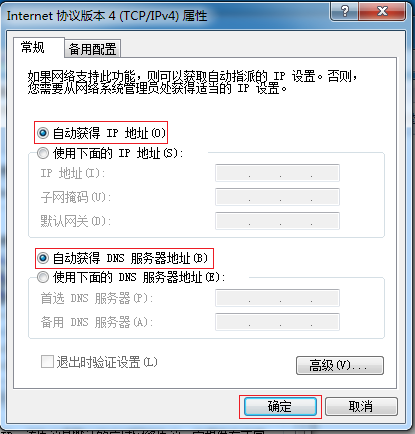 Internet 协议版本 4 (TCP/IPv4) 属性
常规
备用配置
如果网络支持此功能，则可以获取自动指派的 IP 设置。否则，
您需要从网络系统管理员处获得适当的 IP 设置。
自动获得 IP 地址(O)
使用下面的 IP 地址(S):
IP 地址(I):
子网掩码(U):
默认网关(D):
自动获得 DNS 服务器地址(B)
使用下面的 DNS 服务器地址(E):
首选 DNS 服务器(P):
备用 DNS 服务器(A):
退出时验证设置(L)
高级(V)...
确定
取消